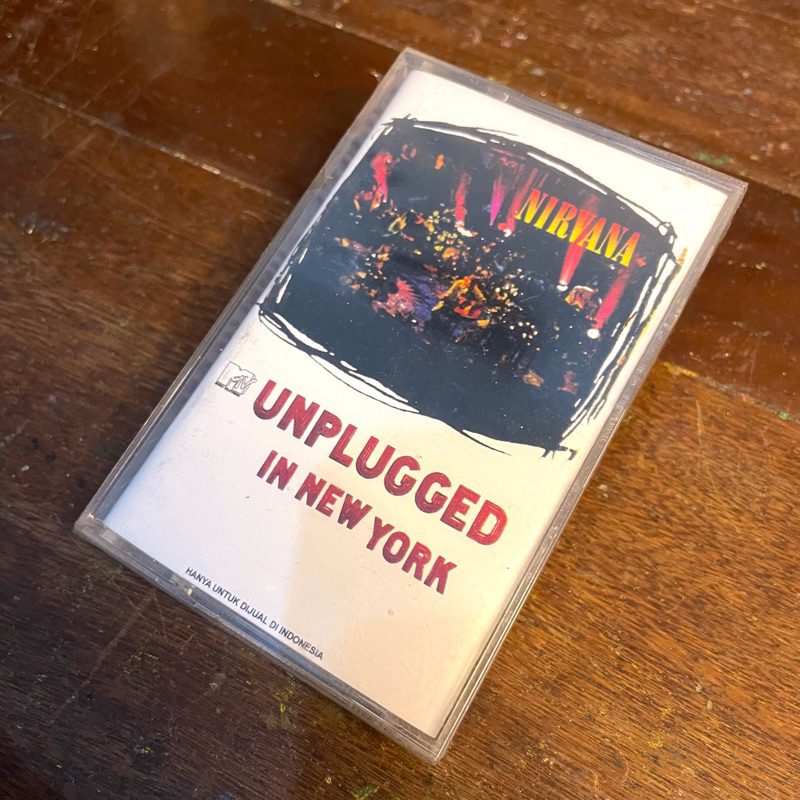 NIRVANA
MTV
UNPLUGGED
IN NEW YORK
HANYA UNTUK DIJUAL DI INDONESIA